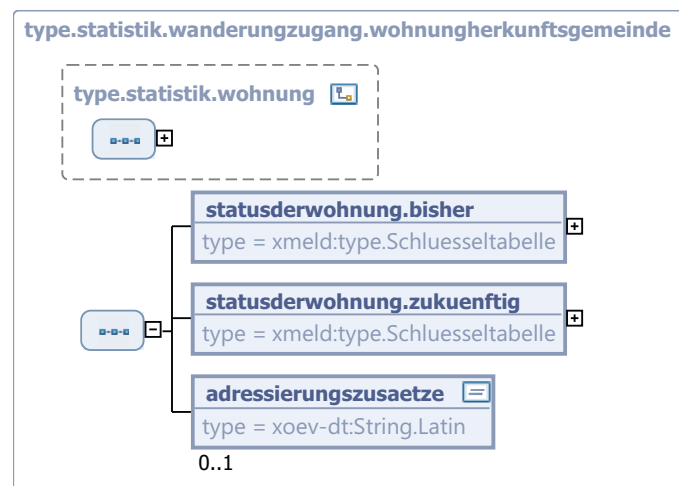 type.statistik.wanderungzugang.wohnungherkunftsgemeinde
type.statistik.wohnung
statusderwohnung.bisher
type = xmeld:type.Schluesseltabelle
statusderwohnung.zukuenftig
type = xmeld:type.Schluesseltabelle
adressierungszusaetze
type = xoev-dt:String.Latin
0..1